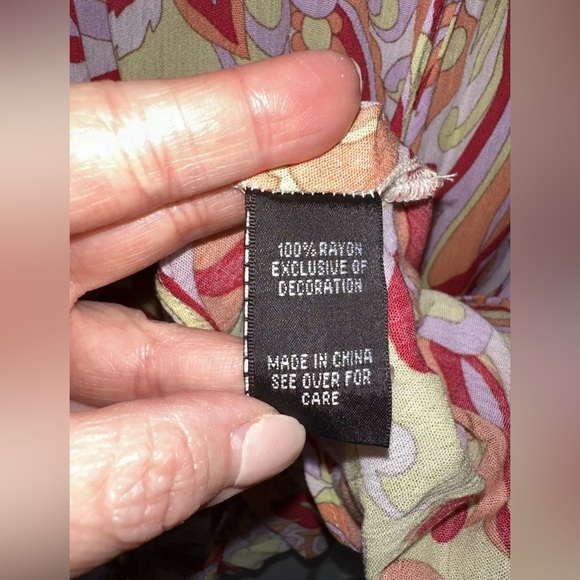 100% RAYON
EXCLUSIVE OF
DECORATION
MADE IN CHINA
SEE OVER FOR
CARE